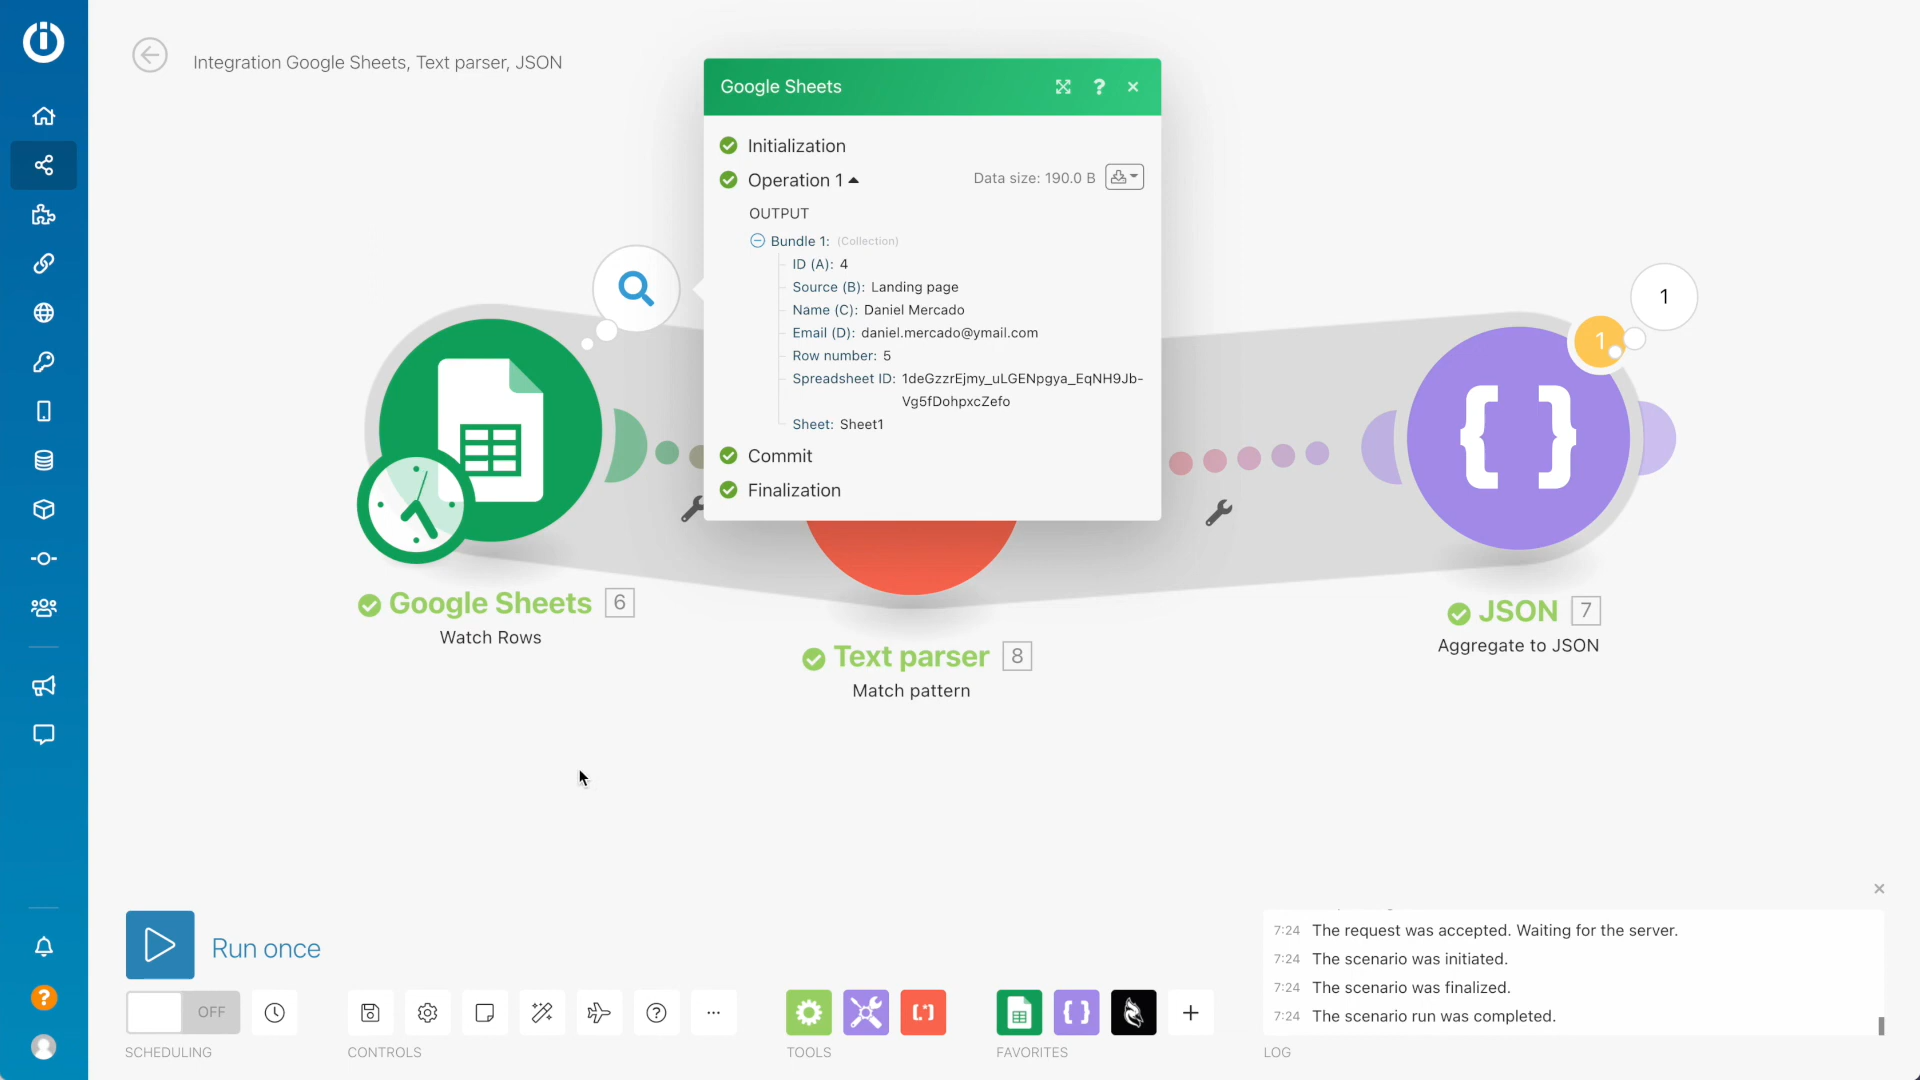 Integration Google Sheets, Text parser, JSON
Google Sheets
Initialization
Operation 1
Data size: 190.0 B
OUTPUT
Bundle 1: (Collection)
ID (A): 4
Source (B): Landing page
Name (C): Daniel Mercado
Email (D): daniel.mercado@ymail.com
Row number: 5
Spreadsheet ID: 1deGzzrEjmy_uLGENpgya_EqNH9Jb-
Vg5fDohpxcZefo
Sheet: Sheet1
Commit
Finalization
1
1
Google Sheets 6
Watch Rows
Text parser 8
Match pattern
JSON 7
Aggregate to JSON
Run once
OFF
SCHEDULING
CONTROLS
TOOLS
FAVORITES
7:24 The request was accepted. Waiting for the server.
7:24 The scenario was initiated.
7:24 The scenario was finalized.
7:24 The scenario run was completed.
LOG